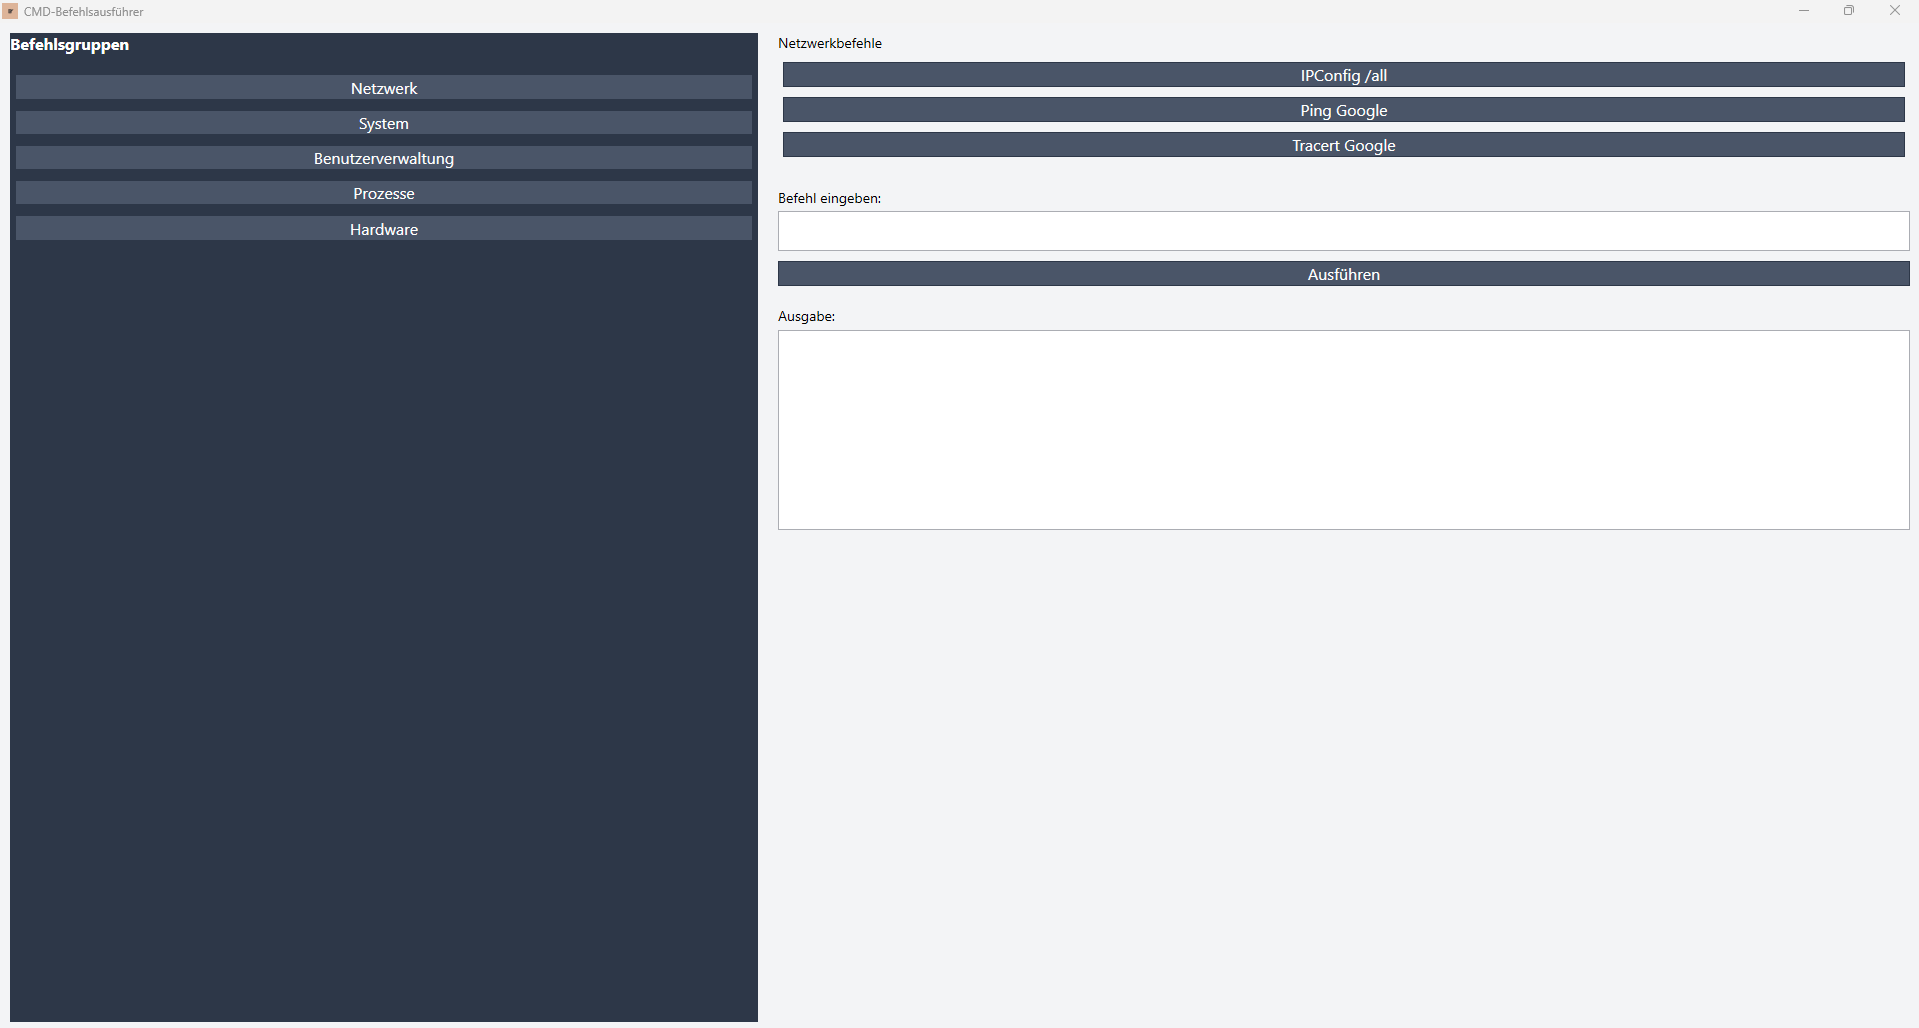 CMD-Befehlsausführer
Befehlsgruppen
Netzwerk
System
Benutzerverwaltung
Prozesse
Hardware
Netzwerkbefehle
IPConfig /all
Ping Google
Tracert Google
Befehl eingeben:
Ausführen
Ausgabe: